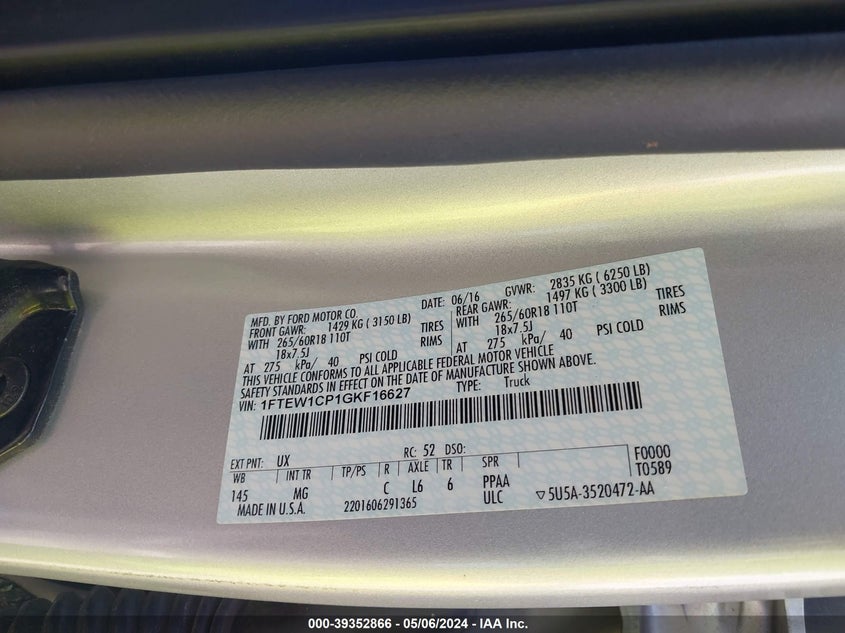 MFD. BY FORD MOTOR CO.
DATE: 06/16 GVWR: 2835 KG ( 6250 LB)
FRONT GAWR: 1429 KG ( 3150 LB) REAR GAWR: 1497 KG ( 3300 LB)
WITH 265/60R18 110T TIRES WITH 265/60R18 110T TIRES
18x7.5J RIMS 18x7.5J RIMS
AT 275 kPa/ 40 PSI COLD AT 275 kPa/ 40 PSI COLD
THIS VEHICLE CONFORMS TO ALL APPLICABLE FEDERAL MOTOR VEHICLE
SAFETY STANDARDS IN EFFECT ON THE DATE OF MANUFACTURE SHOWN ABOVE.
VIN: 1FTEW1CP1GKF16627 TYPE: Truck
EXT PNT: UX RC: 52 DSO: F0000
WB INT TR TP/PS R AXLE TR SPR T0589
145 MG C L6 6 PPAA
MADE IN U.S.A. 2201606291365 ULC ▽5U5A-3520472-AA
000-39352866 - 05/06/2024 - IAA Inc.